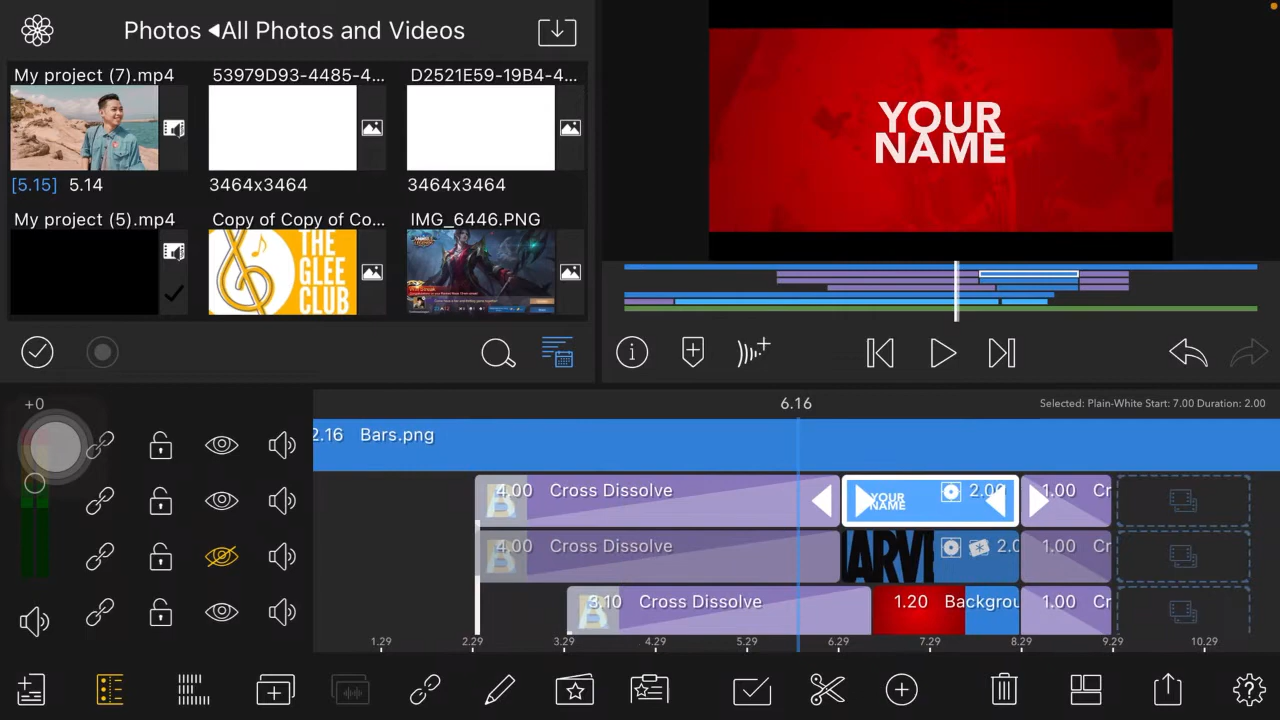 Photos ◀All Photos and Videos
My project (7).mp4
53979D93-4485-4...
D2521E59-19B4-4...
[5.15] 5.14
3464x3464
3464x3464
My project (5).mp4
Copy of Copy of Co...
IMG_6446.PNG
THE
GLEE
CLUB
YOUR
NAME
+0
6.16
Selected: Plain-White Start: 7.00 Duration: 2.00
2.16 Bars.png
4.00 Cross Dissolve
YOUR
NAME
2.00
1.00 Cr
4.00 Cross Dissolve
ARV
2.0
1.00 Cr
3.10 Cross Dissolve
1.20 Backgrou
1.00 Cr
1.29 2.29 3.29 4.29 5.29 6.29 7.29 8.29 9.29 10.29